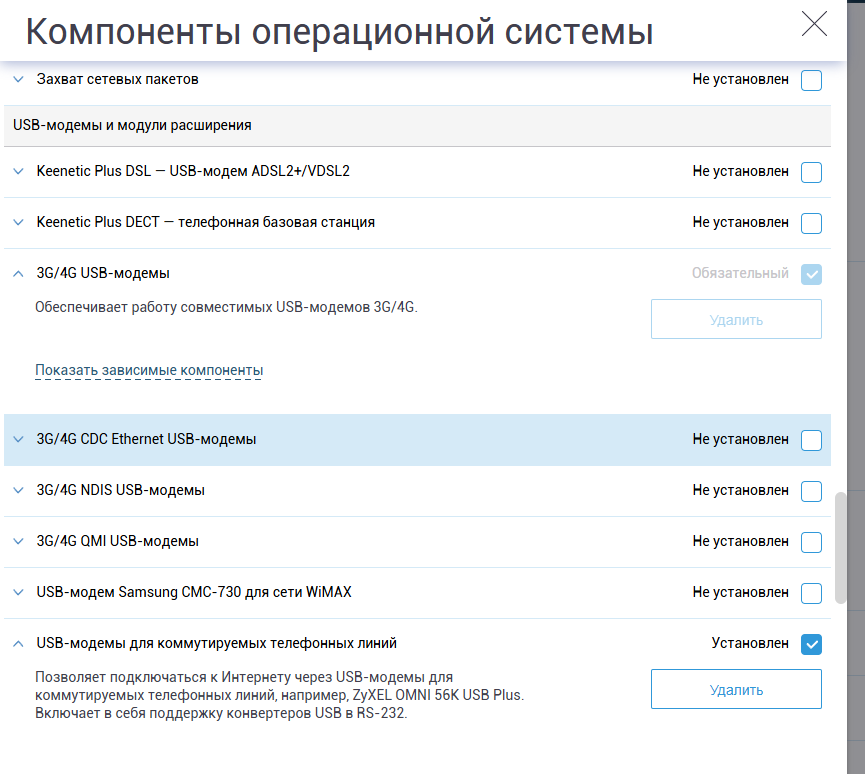 Компоненты операционной системы
Захват сетевых пакетов Не установлен
USB-модемы и модули расширения
Keenetic Plus DSL — USB-модем ADSL2+/VDSL2 Не установлен
Keenetic Plus DECT — телефонная базовая станция Не установлен
3G/4G USB-модемы Обязательный
Обеспечивает работу совместимых USB-модемов 3G/4G.
Удалить
Показать зависимые компоненты
3G/4G CDC Ethernet USB-модемы Не установлен
3G/4G NDIS USB-модемы Не установлен
3G/4G QMI USB-модемы Не установлен
USB-модем Samsung CMC-730 для сети WiMAX Не установлен
USB-модемы для коммутируемых телефонных линий Установлен
Позволяет подключаться к Интернету через USB-модемы для
коммутируемых телефонных линий, например, ZyXEL OMNI 56K USB Plus.
Включает в себя поддержку конвертеров USB в RS-232.
Удалить